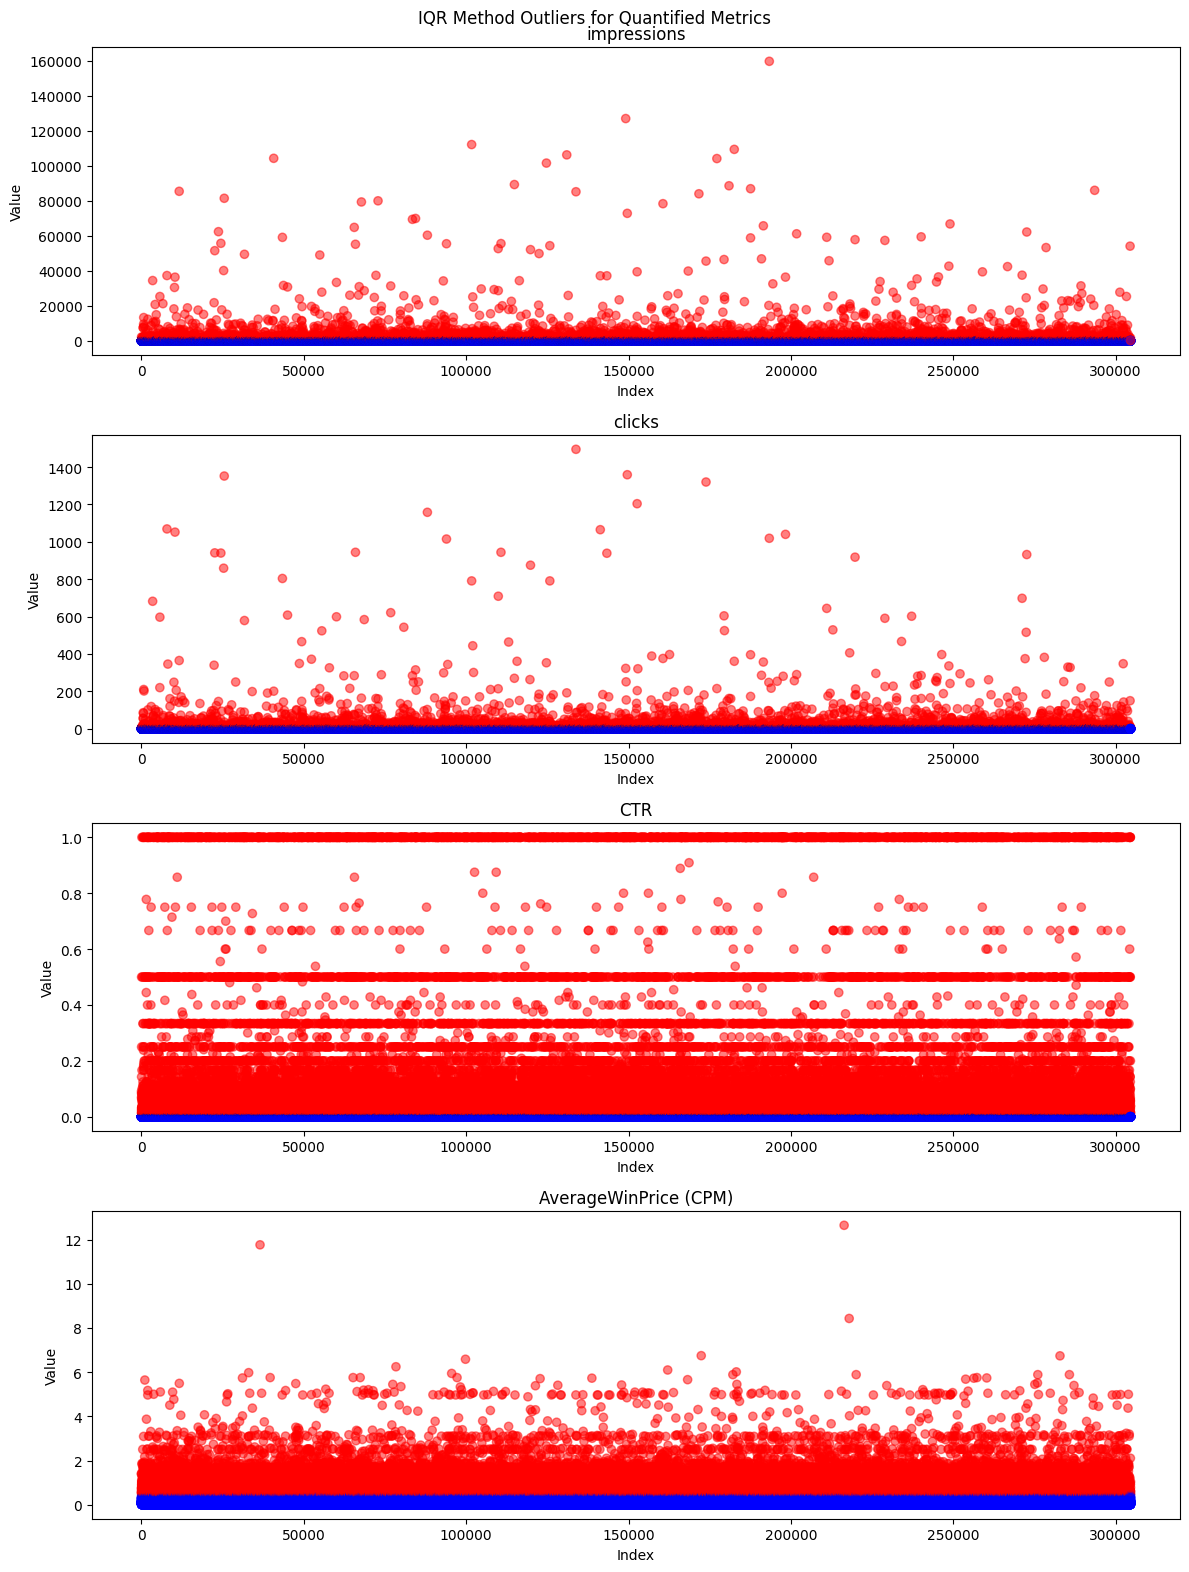 IQR Method Outliers for Quantified Metrics
impressions
160000
140000
120000
100000
80000
60000
40000
20000
0
Value
0 50000 100000 150000 200000 250000 300000
Index
clicks
1400
1200
1000
800
600
400
200
0
Value
0 50000 100000 150000 200000 250000 300000
Index
CTR
1.0
0.8
0.6
0.4
0.2
0.0
Value
0 50000 100000 150000 200000 250000 300000
Index
AverageWinPrice (CPM)
12
10
8
6
4
2
0
Value
0 50000 100000 150000 200000 250000 300000
Index